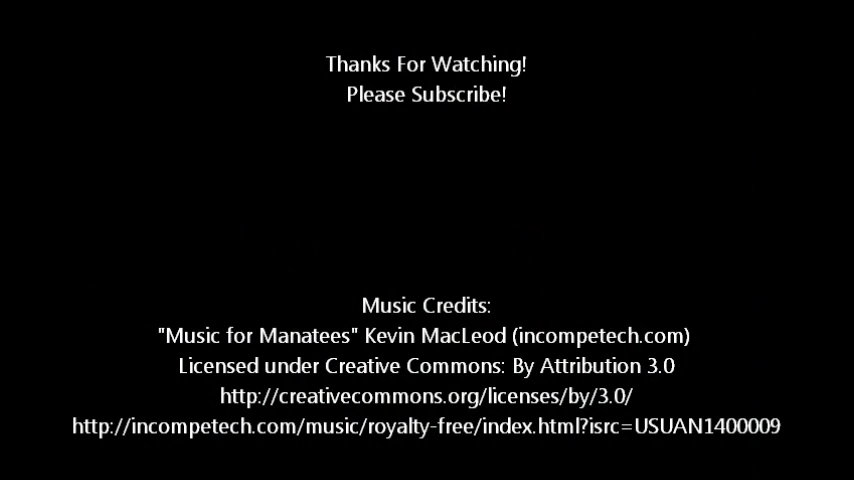 Thanks For Watching!
Please Subscribe!
Music Credits:
"Music for Manatees" Kevin MacLeod (incompetech.com)
Licensed under Creative Commons: By Attribution 3.0
http://creativecommons.org/licenses/by/3.0/
http://incompetech.com/music/royalty-free/index.html?isrc=USUAN1400009